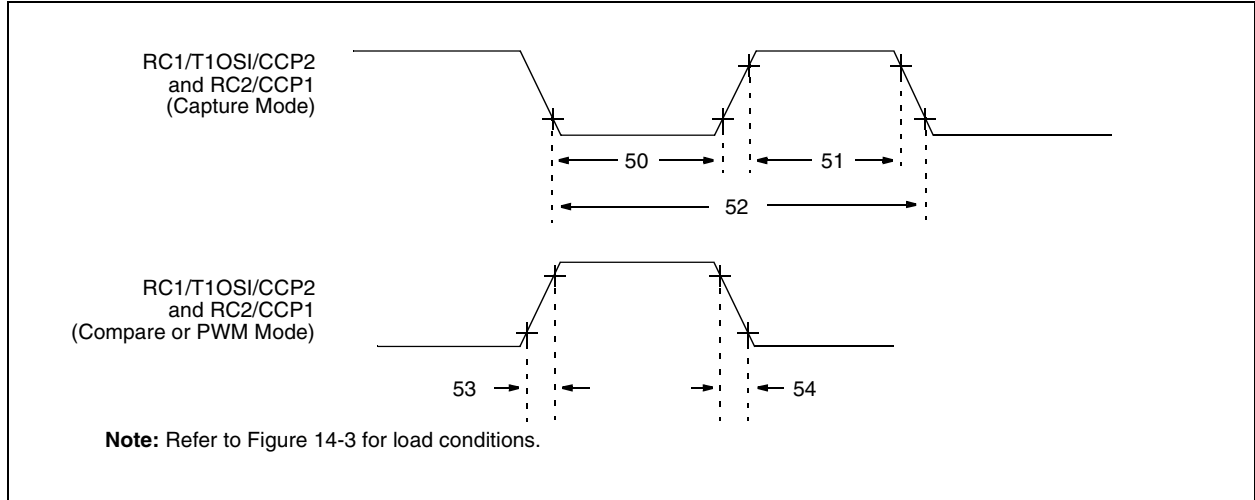 RC1/T1OSI/CCP2
and RC2/CCP1
(Capture Mode)
50
51
52
RC1/T1OSI/CCP2
and RC2/CCP1
(Compare or PWM Mode)
53
54
Note: Refer to Figure 14-3 for load conditions.